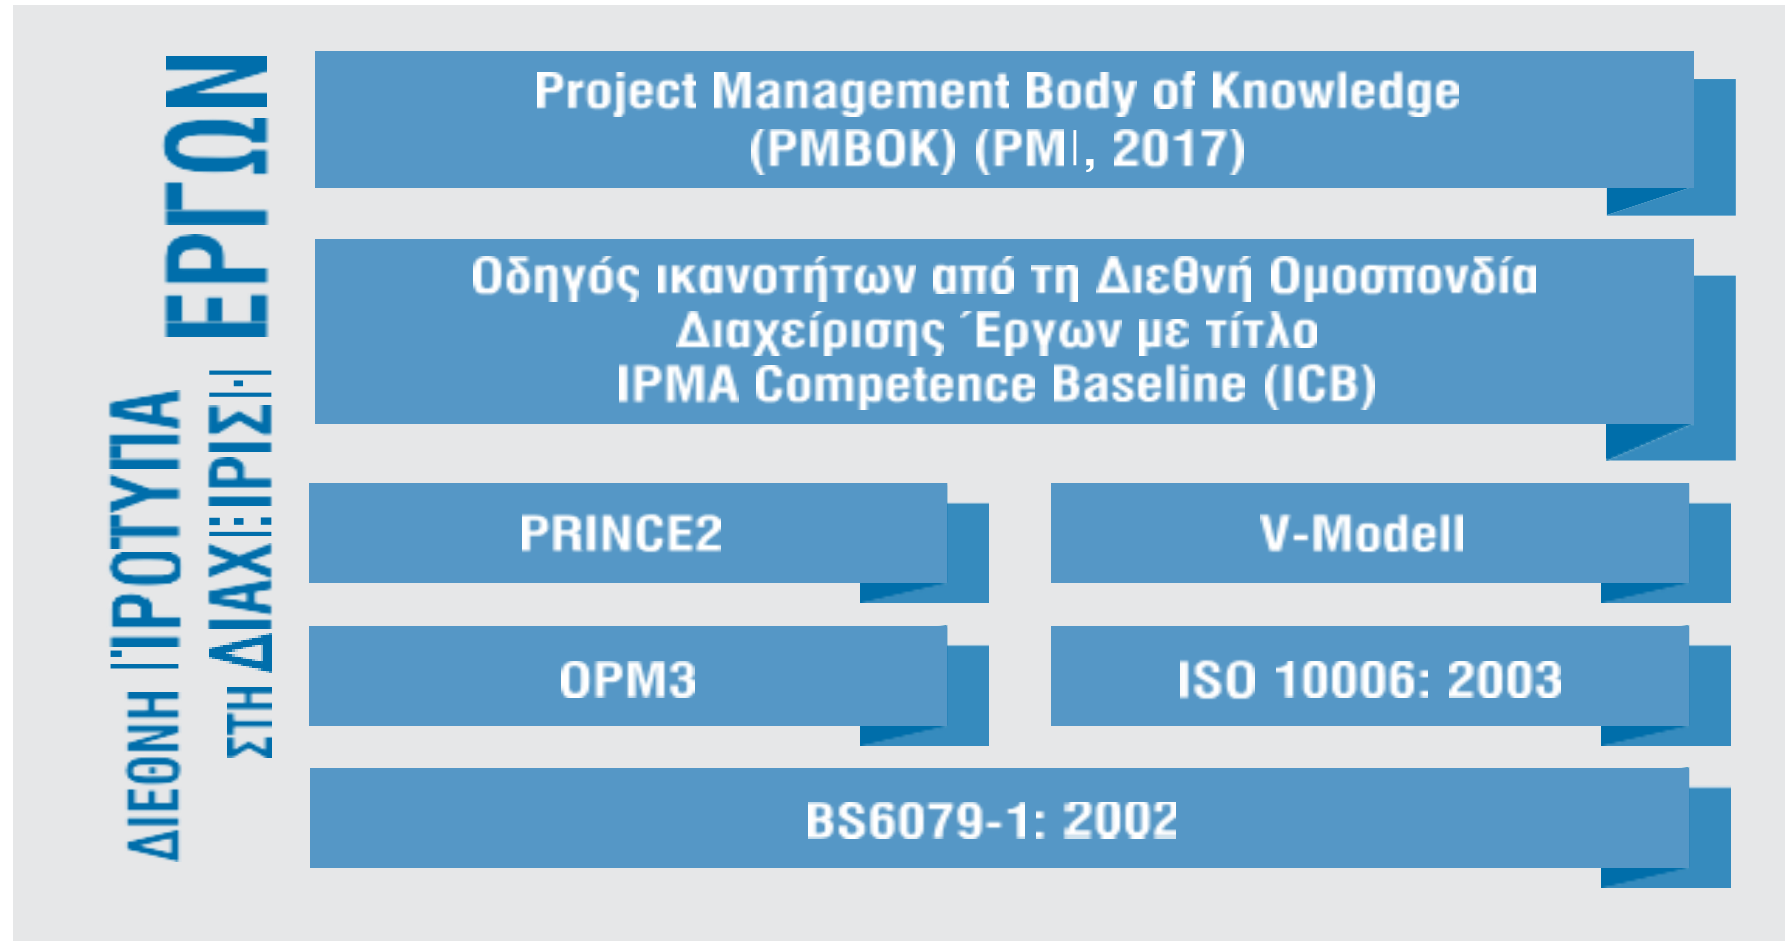 ΔΙΕΘΝΗ ΠΡΟΤΥΠΑ
ΣΤΗ ΔΙΑΧΕΙΡΙΣΗ ΕΡΓΩΝ
Project Management Body of Knowledge
(PMBOK) (PMI, 2017)
Οδηγός ικανοτήτων από τη Διεθνή Ομοσπονδία
Διαχείρισης Έργων με τίτλο
IPMA Competence Baseline (ICB)
PRINCE2
V-Modell
OPM3
ISO 10006: 2003
BS6079-1: 2002